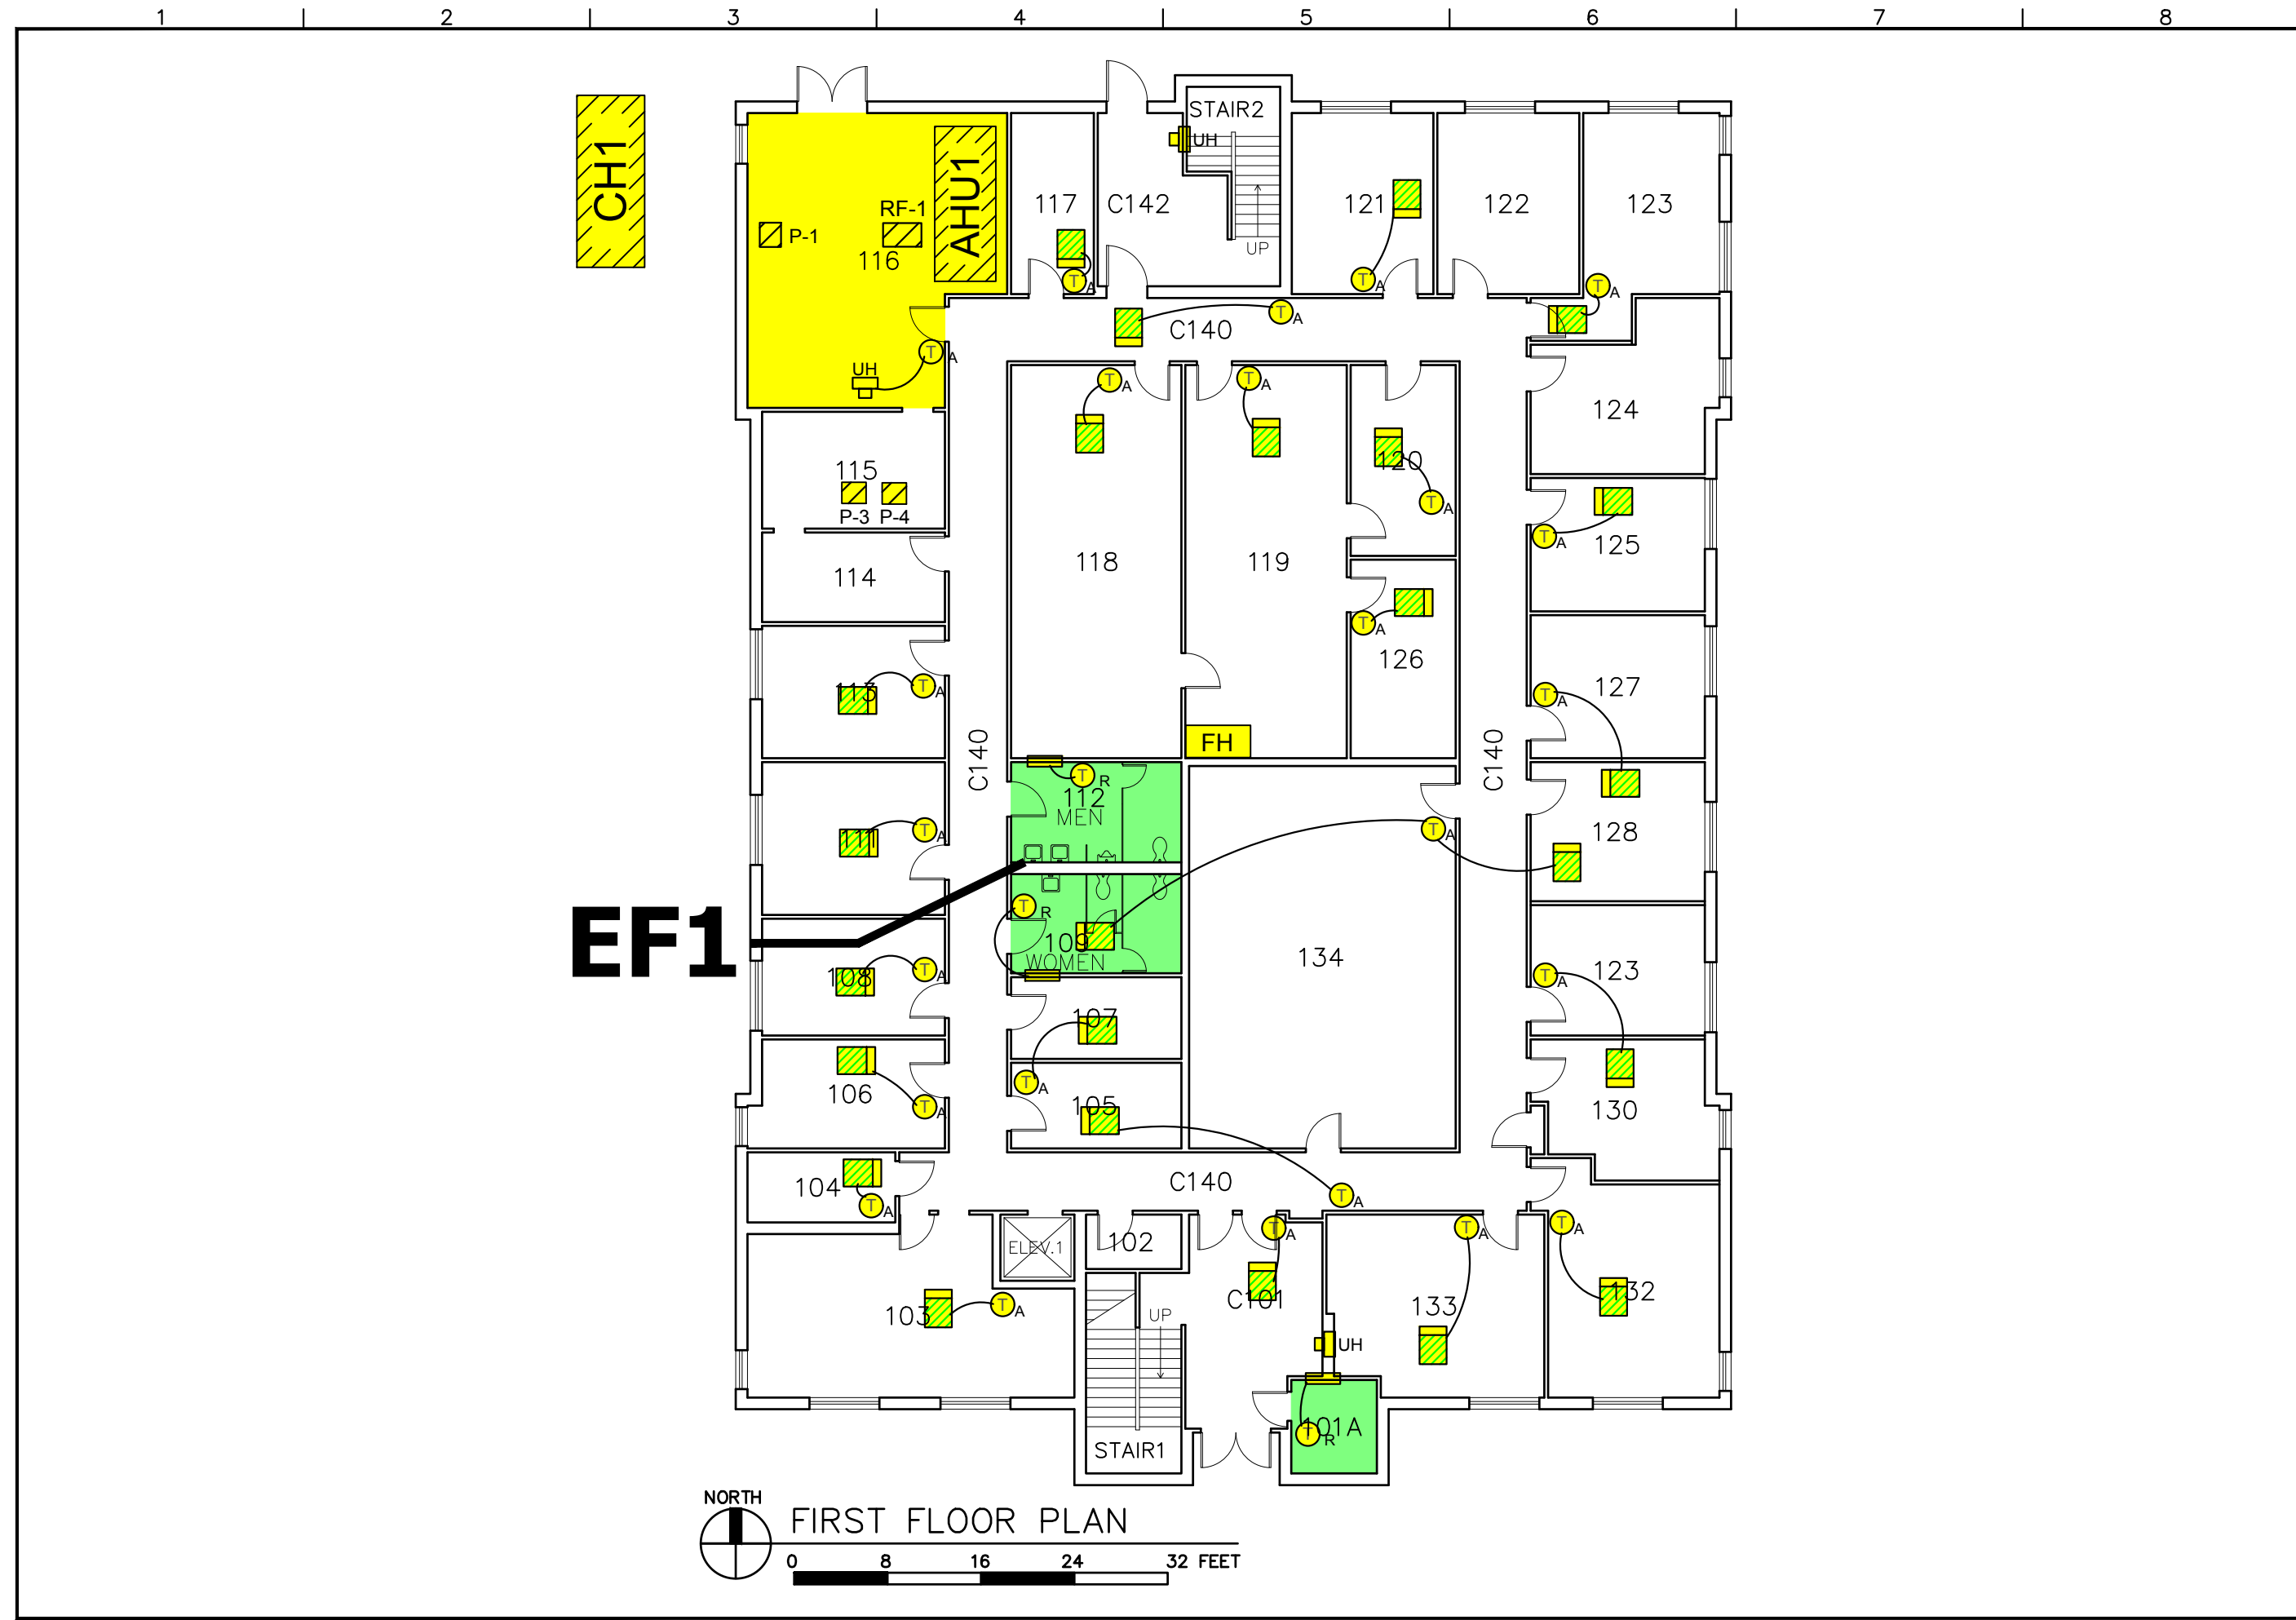 1 2 3 4 5 6 7 8
STAIR2
CH1
AHU1
UH
RF-1
P-1
116
117
C142
UP
121
122
123
T A
T A
T A
T A
C140
T A
UH
T A
T A
124
115
120
P-3 P-4
T A
T A
125
114
118
119
T A
126
113
T A
127
T A
C140
FH
C140
T R
112
MEN
111
T A
T A
128
EF1
T R
109
WOMEN
134
108
T A
123
T A
107
106
T A
T A
105
130
104
T A
C140
T A
ELEV.1
102
T A
T A
T A
103
T A
UP
C101
133
132
UH
STAIR1
101A
T R
NORTH
FIRST FLOOR PLAN
0 8 16 24 32 FEET